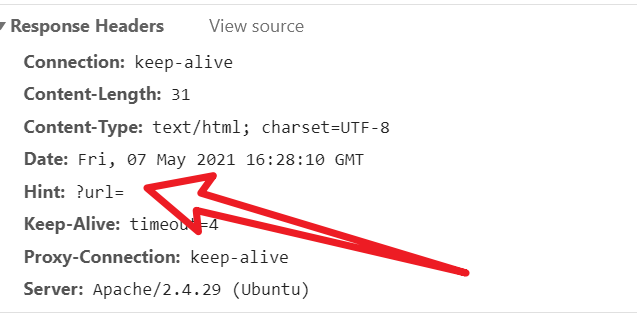 Response Headers View source
Connection: keep-alive
Content-Length: 31
Content-Type: text/html; charset=UTF-8
Date: Fri, 07 May 2021 16:28:10 GMT
Hint: ?url=
Keep-Alive: timeout=4
Proxy-Connection: keep-alive
Server: Apache/2.4.29 (Ubuntu)